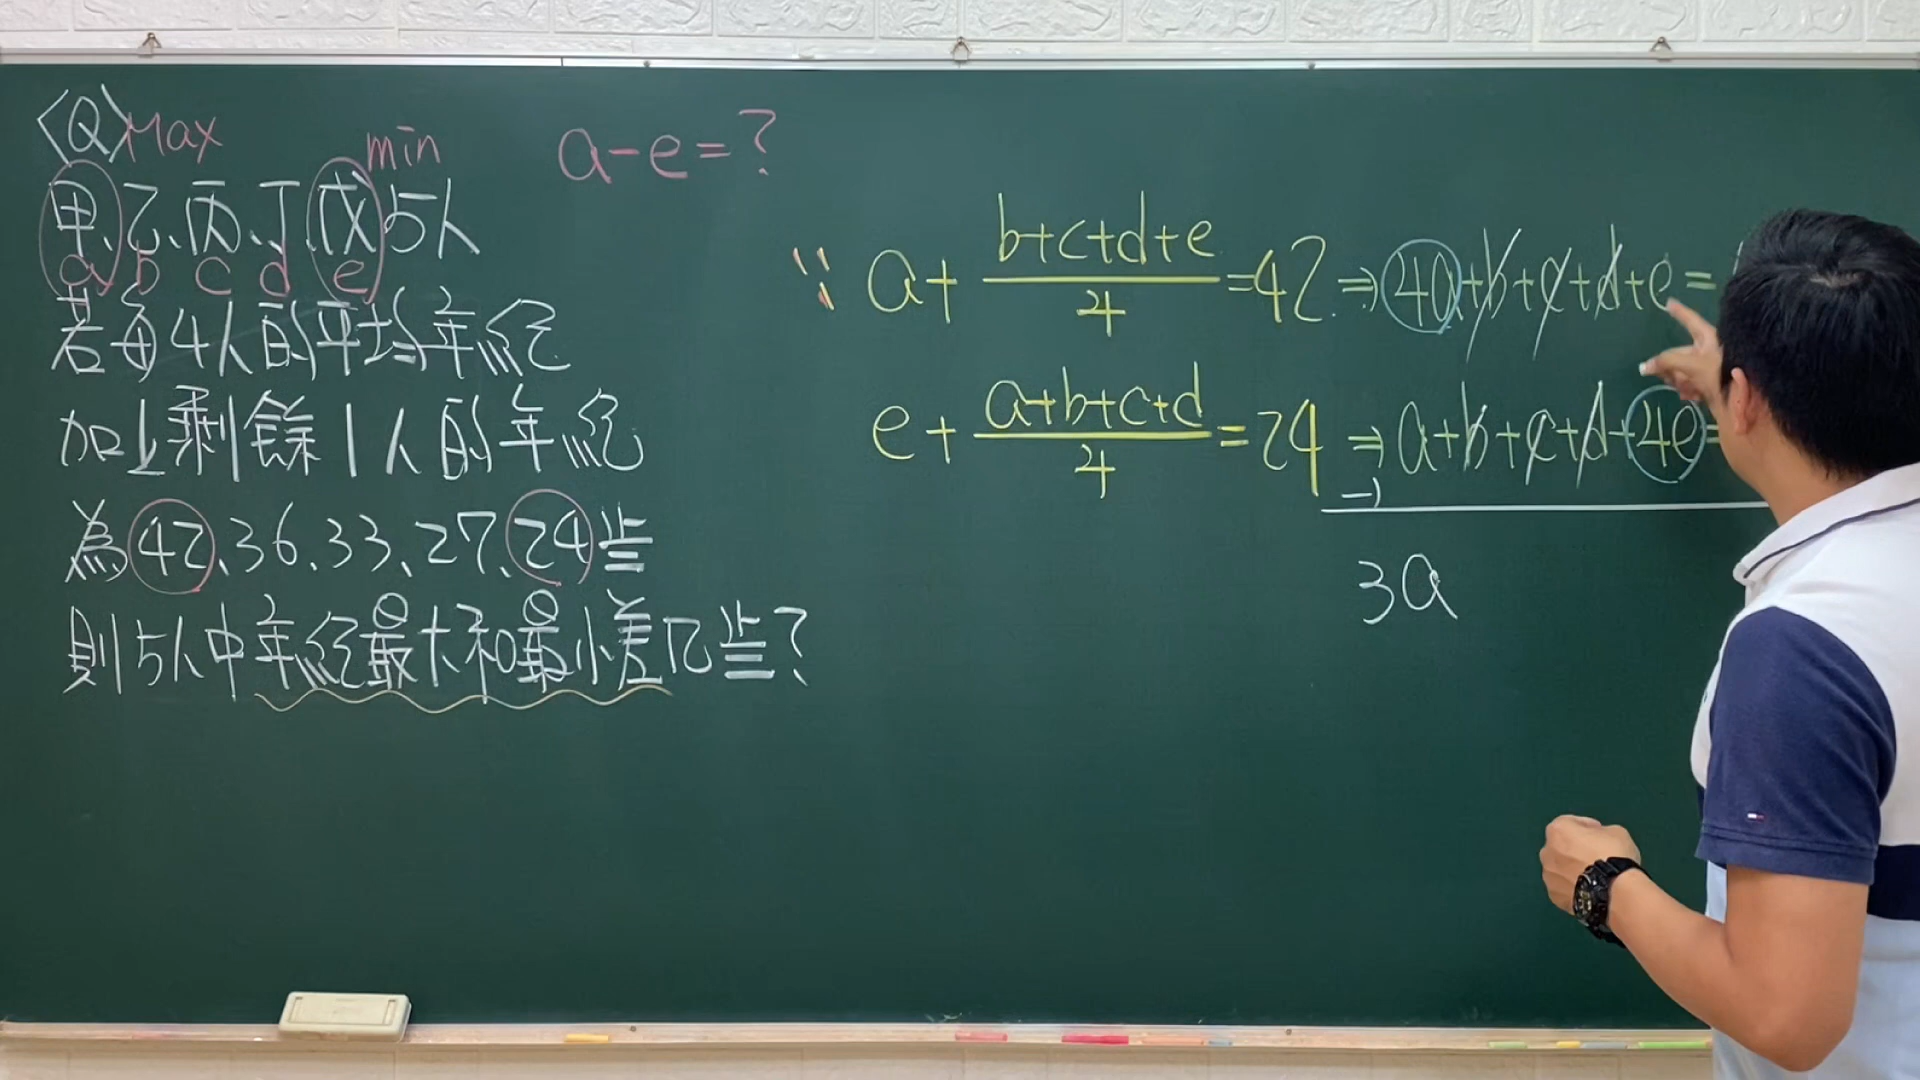 〈Q〉Max
min
a-e=?
甲、乙、丙、丁、戊5人
a b c d e
若每4人的平均年紀
加上剩餘1人的年紀
為42、36、33、27、24歲
則5人中年紀最大和最小差几歲？
∵ a+(b+c+d+e)/4=42 ⇒ 4a+b+c+d+e=
e+(a+b+c+d)/4=24 ⇒ a+b+c+d+4e=
-)
3a